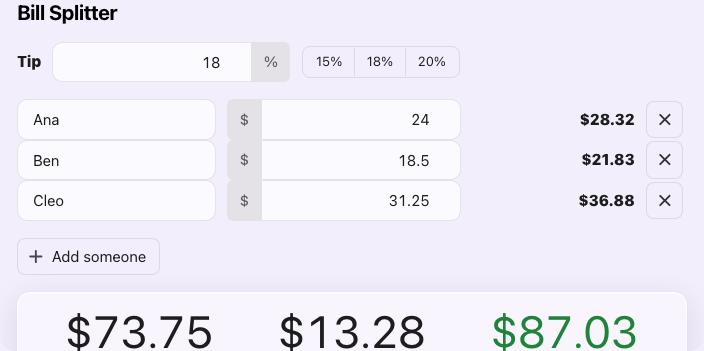 Bill Splitter
Tip 18 % 15% 18% 20%
Ana $ 24 $28.32 ×
Ben $ 18.5 $21.83 ×
Cleo $ 31.25 $36.88 ×
+ Add someone
$73.75 $13.28 $87.03